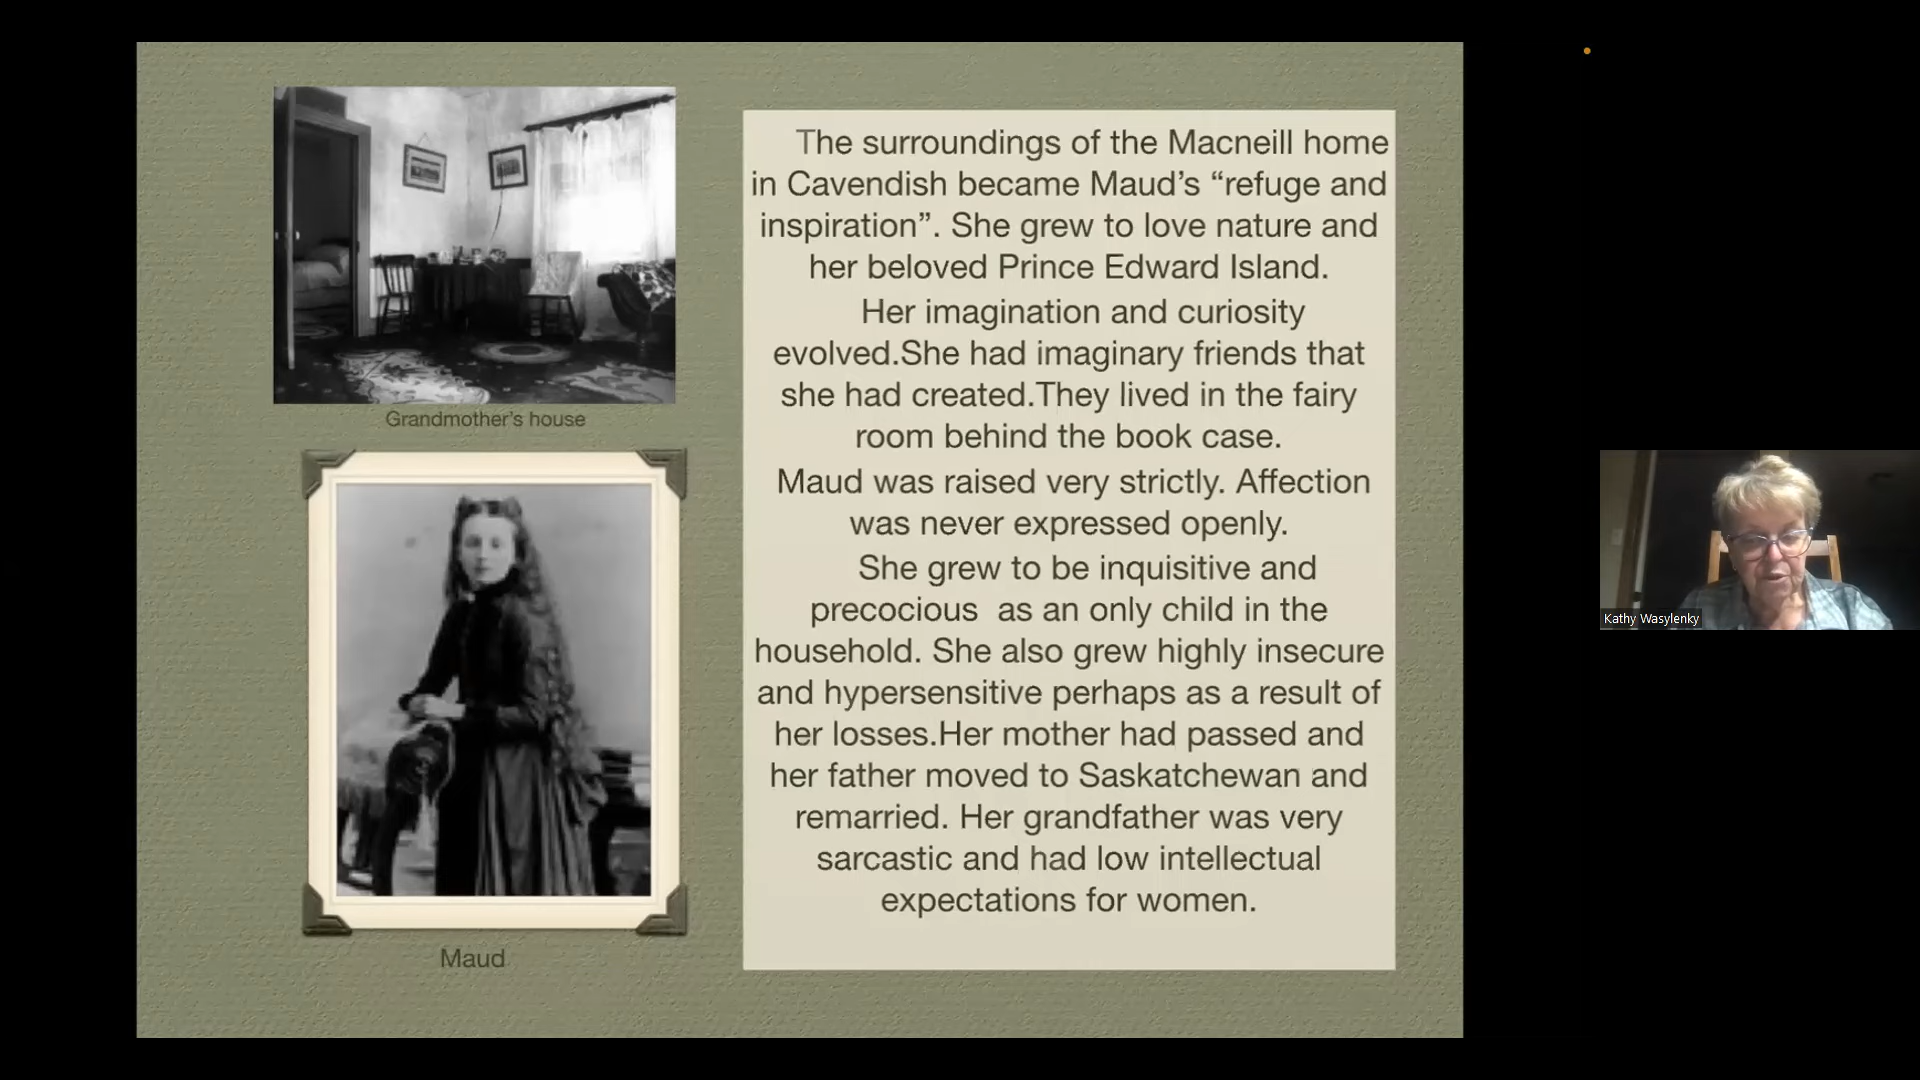 Grandmother's house
Maud
The surroundings of the Macneill home
in Cavendish became Maud's “refuge and
inspiration”. She grew to love nature and
her beloved Prince Edward Island.
Her imagination and curiosity
evolved.She had imaginary friends that
she had created.They lived in the fairy
room behind the book case.
Maud was raised very strictly. Affection
was never expressed openly.
She grew to be inquisitive and
precocious  as an only child in the
household. She also grew highly insecure
and hypersensitive perhaps as a result of
her losses.Her mother had passed and
her father moved to Saskatchewan and
remarried. Her grandfather was very
sarcastic and had low intellectual
expectations for women.
Kathy Wasylenky